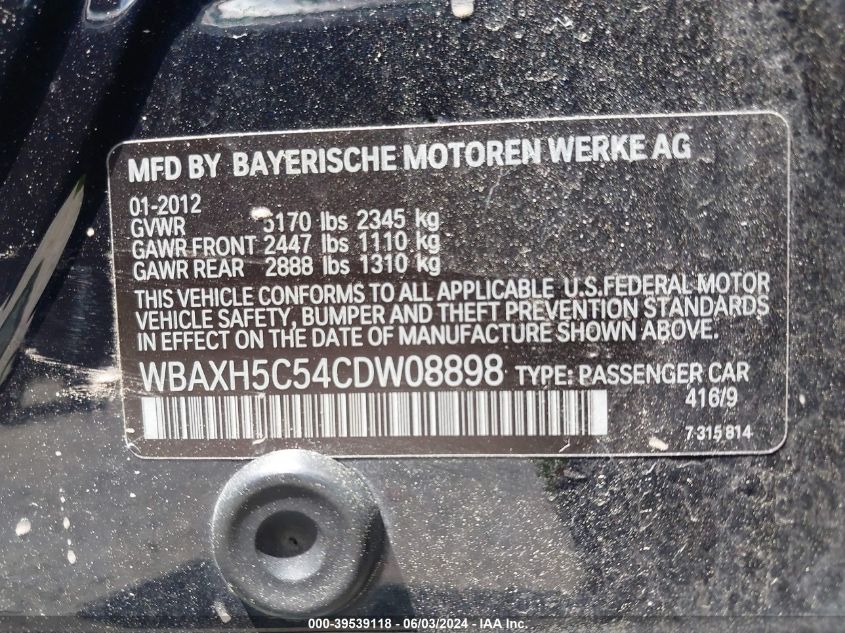 MFD BY BAYERISCHE MOTOREN WERKE AG
01-2012
GVWR 5170 lbs 2345 kg
GAWR FRONT 2447 lbs 1110 kg
GAWR REAR 2888 lbs 1310 kg
THIS VEHICLE CONFORMS TO ALL APPLICABLE U.S.FEDERAL MOTOR
VEHICLE SAFETY, BUMPER AND THEFT PREVENTION STANDARDS
IN EFFECT ON THE DATE OF MANUFACTURE SHOWN ABOVE.
WBAXH5C54CDW08898 TYPE: PASSENGER CAR
416/9
7 315 814
000-39539118 - 06/03/2024 - IAA Inc.